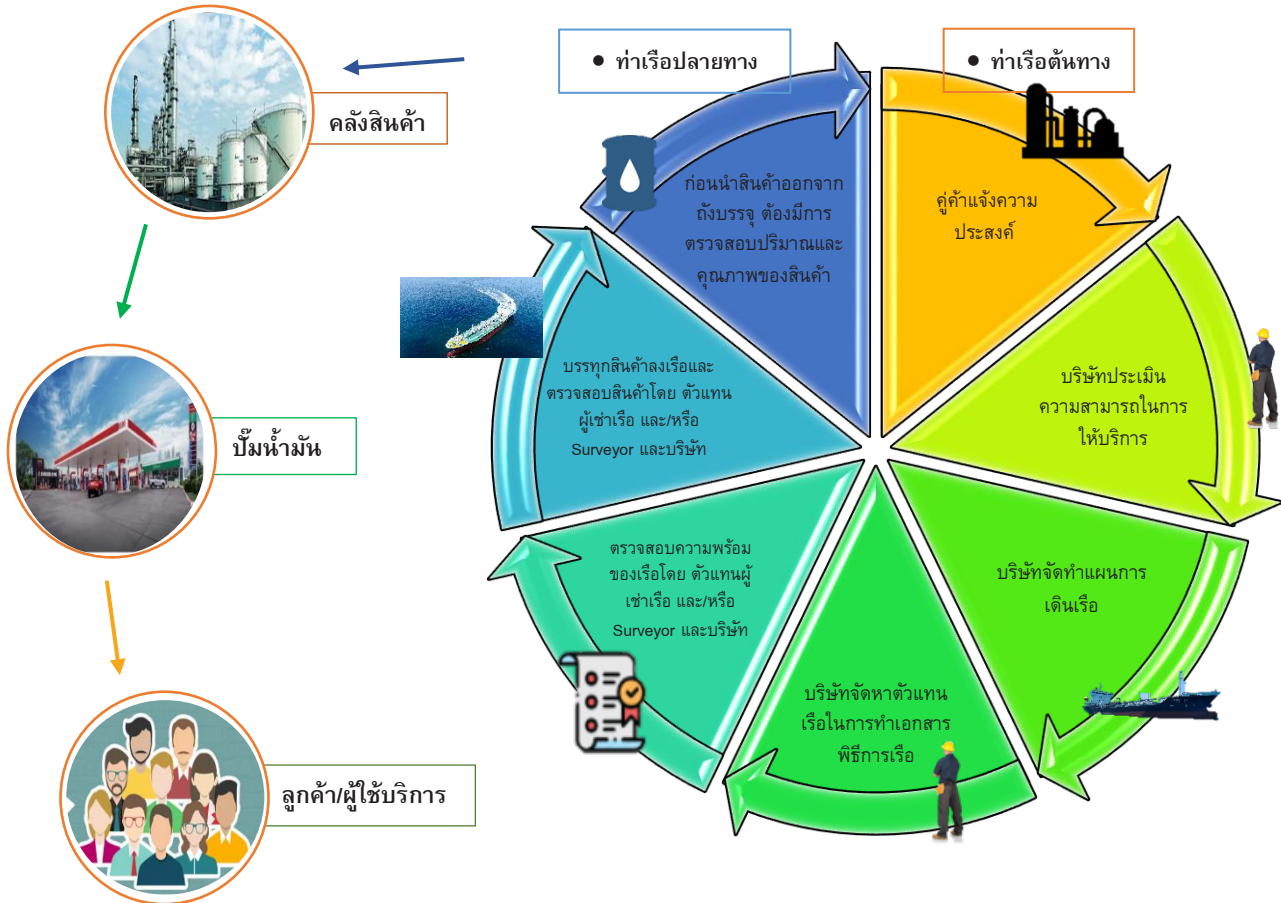 • ท่าเรือปลายทาง
• ท่าเรือต้นทาง
คลังสินค้า
ปั๊มน้ำมัน
ลูกค้า/ผู้ใช้บริการ
คู่ค้าแจ้งความ
ประสงค์
บริษัทประเมิน
ความสามารถในการ
ให้บริการ
บริษัทจัดทำแผนการ
เดินเรือ
บริษัทจัดหาตัวแทน
เรือในการทำเอกสาร
พิธีการเรือ
ตรวจสอบความพร้อม
ของเรือโดย ตัวแทนผู้
เช่าเรือ และ/หรือ
Surveyor และบริษัท
บรรทุกสินค้าลงเรือและ
ตรวจสอบสินค้าโดย ตัวแทน
ผู้เช่าเรือ และ/หรือ
Surveyor และบริษัท
ก่อนนำสินค้าออกจาก
ถังบรรจุ ต้องมีการ
ตรวจสอบปริมาณและ
คุณภาพของสินค้า